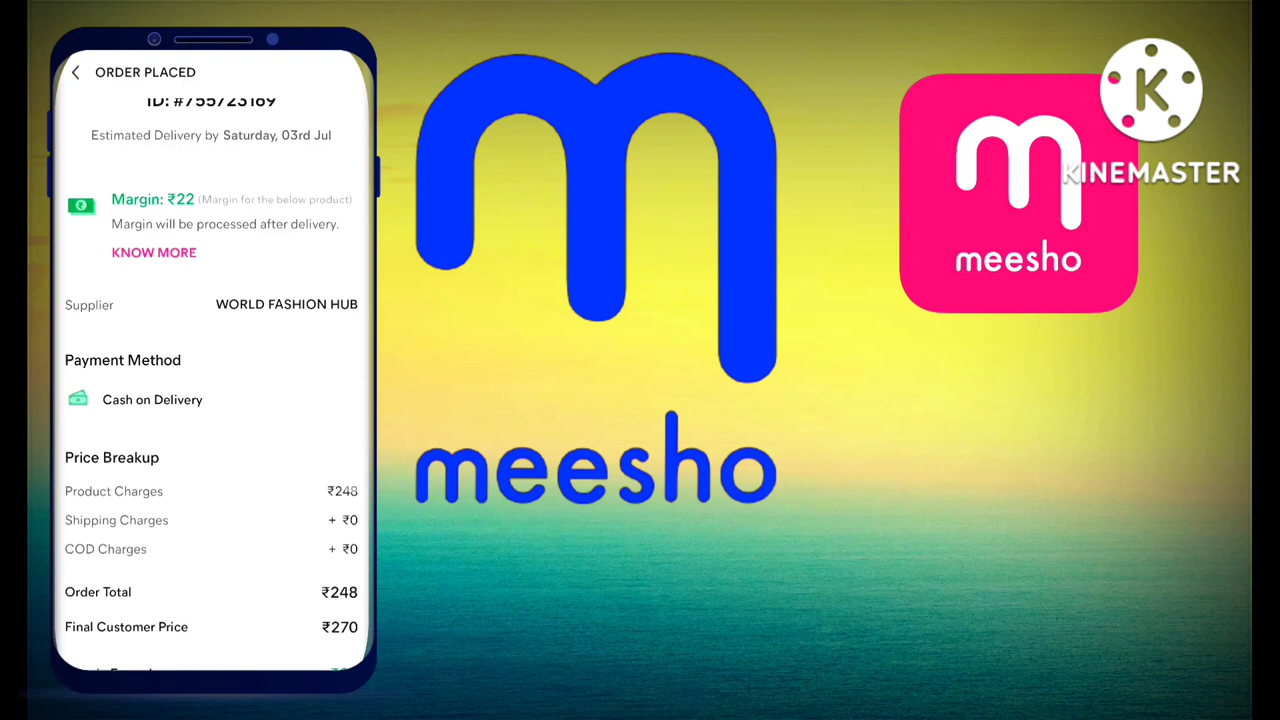 ORDER PLACED
ID: #755723169
Estimated Delivery by Saturday, 03rd Jul
Margin: ₹22 (Margin for the below product)
Margin will be processed after delivery.
KNOW MORE
Supplier WORLD FASHION HUB
Payment Method
Cash on Delivery
Price Breakup
Product Charges ₹248
Shipping Charges + ₹0
COD Charges + ₹0
Order Total ₹248
Final Customer Price ₹270
meesho
meesho
K
KINEMASTER